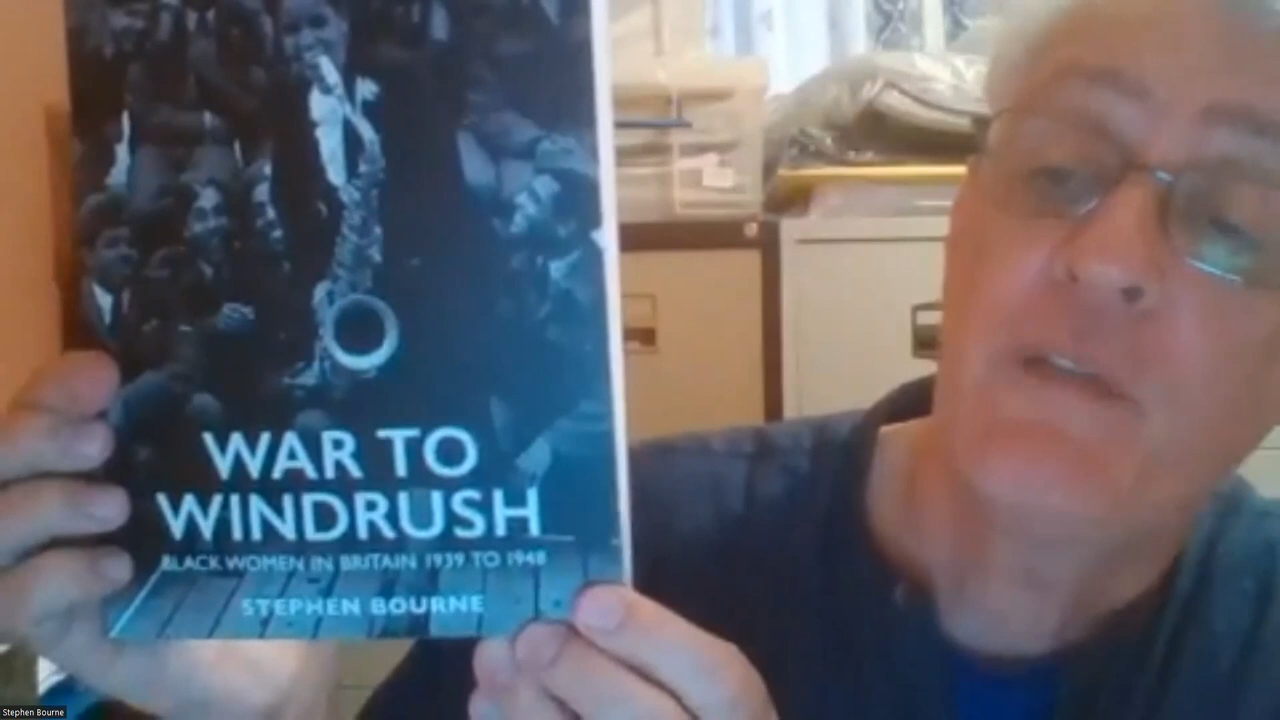 WAR TO
WINDRUSH
BLACK WOMEN IN BRITAIN 1939 TO 1948
STEPHEN BOURNE
Stephen Bourne